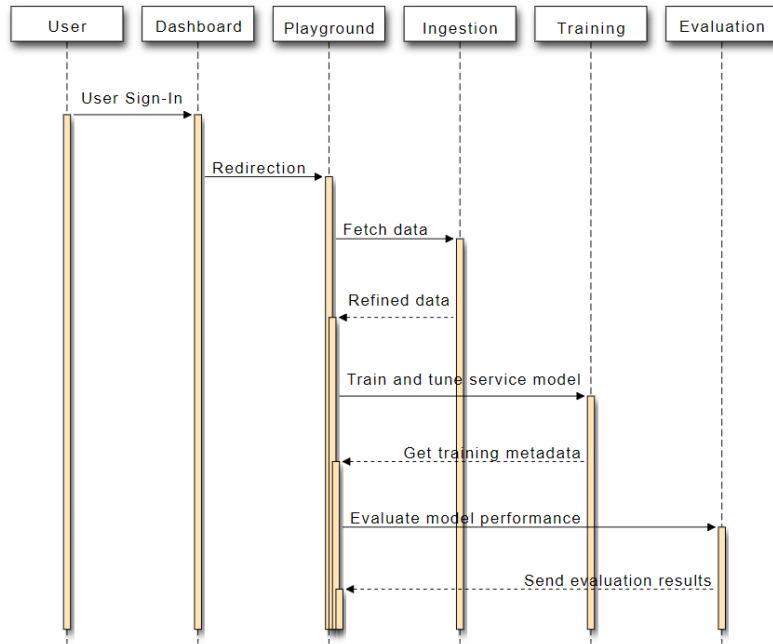 User
Dashboard
Playground
Ingestion
Training
Evaluation
User Sign-In
Redirection
Fetch data
Refined data
Train and tune service model
Get training metadata
Evaluate model performance
Send evaluation results